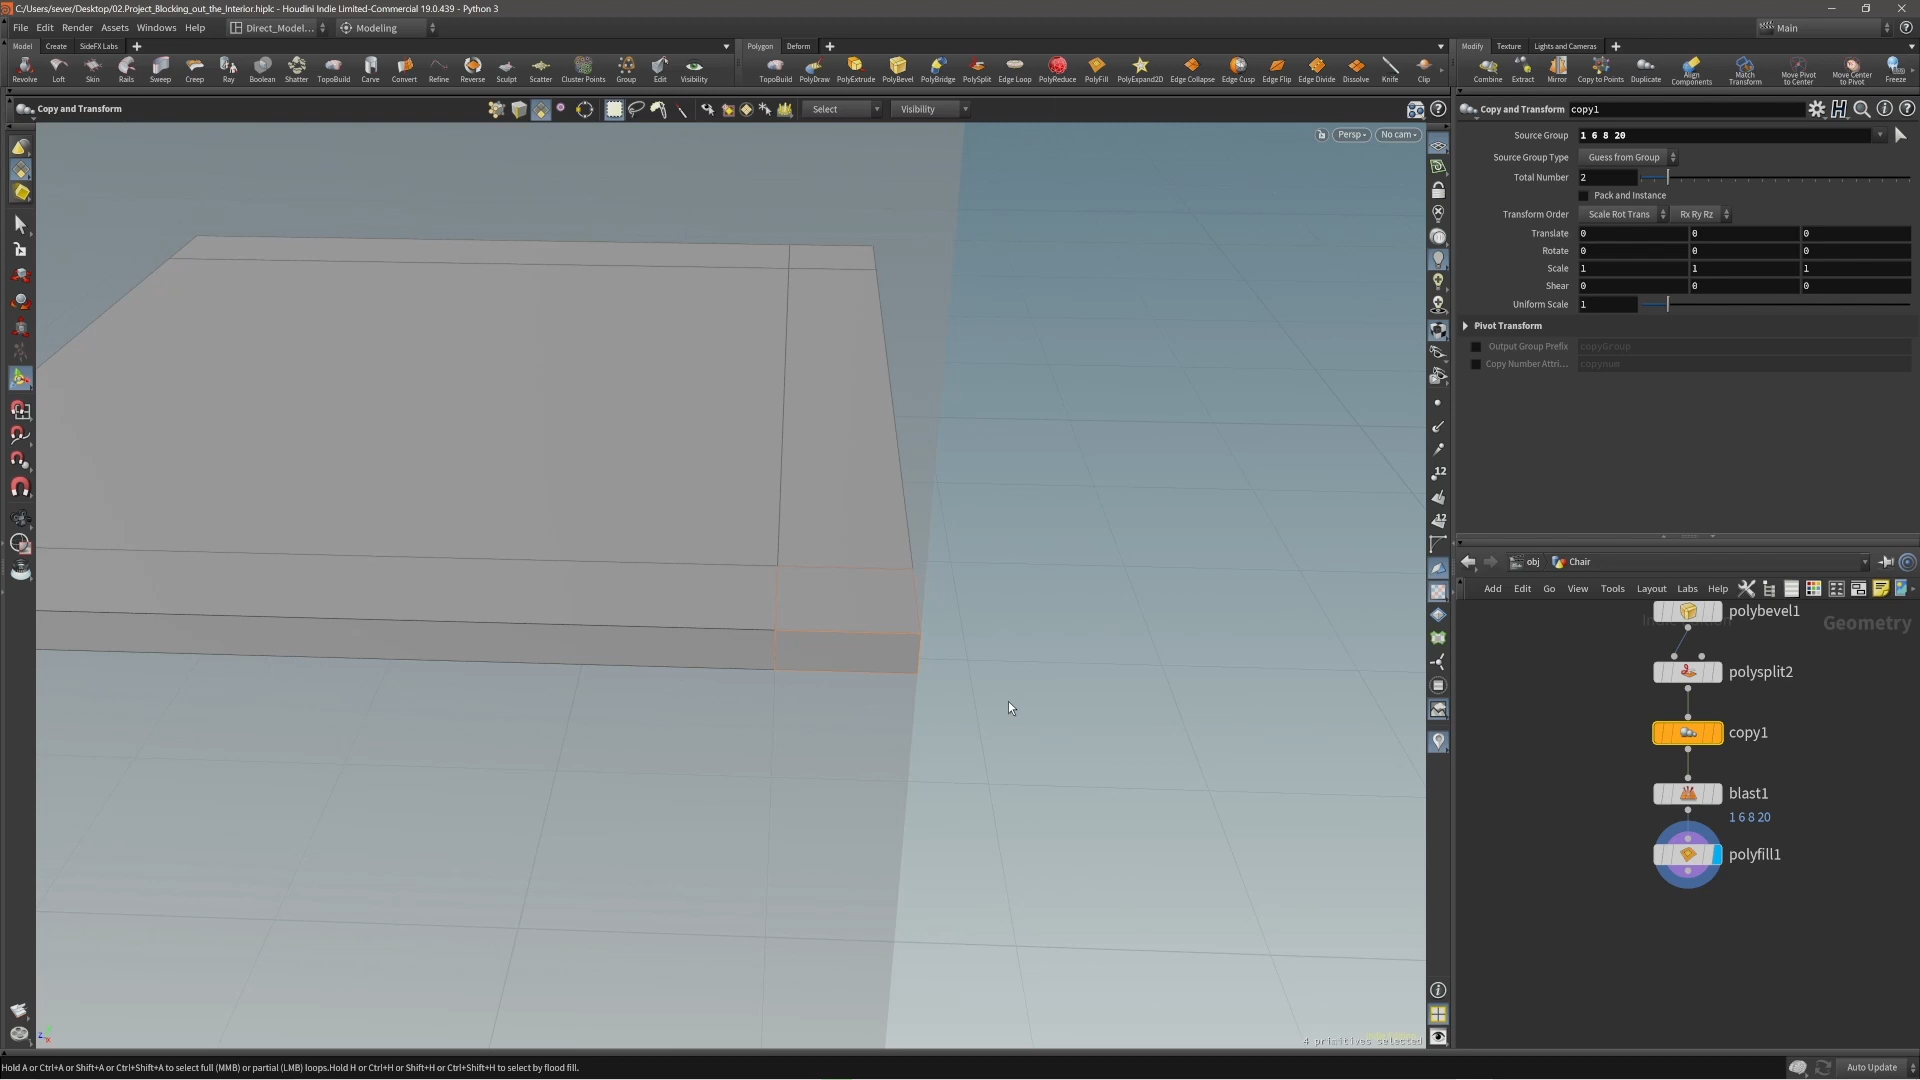 C:/Users/sever/Desktop/02.Project_Blocking_out_the_Interior.hiplc - Houdini Indie Limited-Commercial 19.0.439 - Python 3
File Edit Render Assets Windows Help Direct_Model... Modeling Main
Model Create SideFX Labs Polygon Deform Modify Texture Lights and Cameras
Revolve Loft Skin Rails Sweep Creep Carve Ray Boolean Shatter TopoBuild Carve Convert Refine Reverse Sculpt Scatter Cluster Points Group Edit Visibility TopoBuild PolyDraw PolyExtrude PolyBevel PolyBridge PolySplit Edge Loop PolyReduce PolyFill PolyExpand2D Edge Collapse Edge Cusp Edge Flip Edge Divide Dissolve Knife Clip Combine Extract Mirror Copy to Points Duplicate Align Components Match Transform Move Pivot to Center Move Center to Pivot Freeze
Copy and Transform Select Visibility
Persp No cam
Copy and Transform copy1
Source Group 1 6 8 20
Source Group Type Guess from Group
Total Number 2
Pack and Instance
Transform Order Scale Rot Trans Rx Ry Rz
Translate 0 0 0
Rotate 0 0 0
Scale 1 1 1
Shear 0 0 0
Uniform Scale 1
Pivot Transform
Output Group Prefix copyGroup
Copy Number Attri... copynum
12
12
obj Chair
Add Edit Go View Tools Layout Labs Help
polybevel1
Geometry
polysplit2
copy1
blast1
1 6 8 20
polyfill1
4 primitives selected
Hold A or Ctrl+A or Shift+A or Ctrl+Shift+A to select full (MMB) or partial (LMB) loops.Hold H or Ctrl+H or Shift+H or Ctrl+Shift+H to select by flood fill.
Auto Update